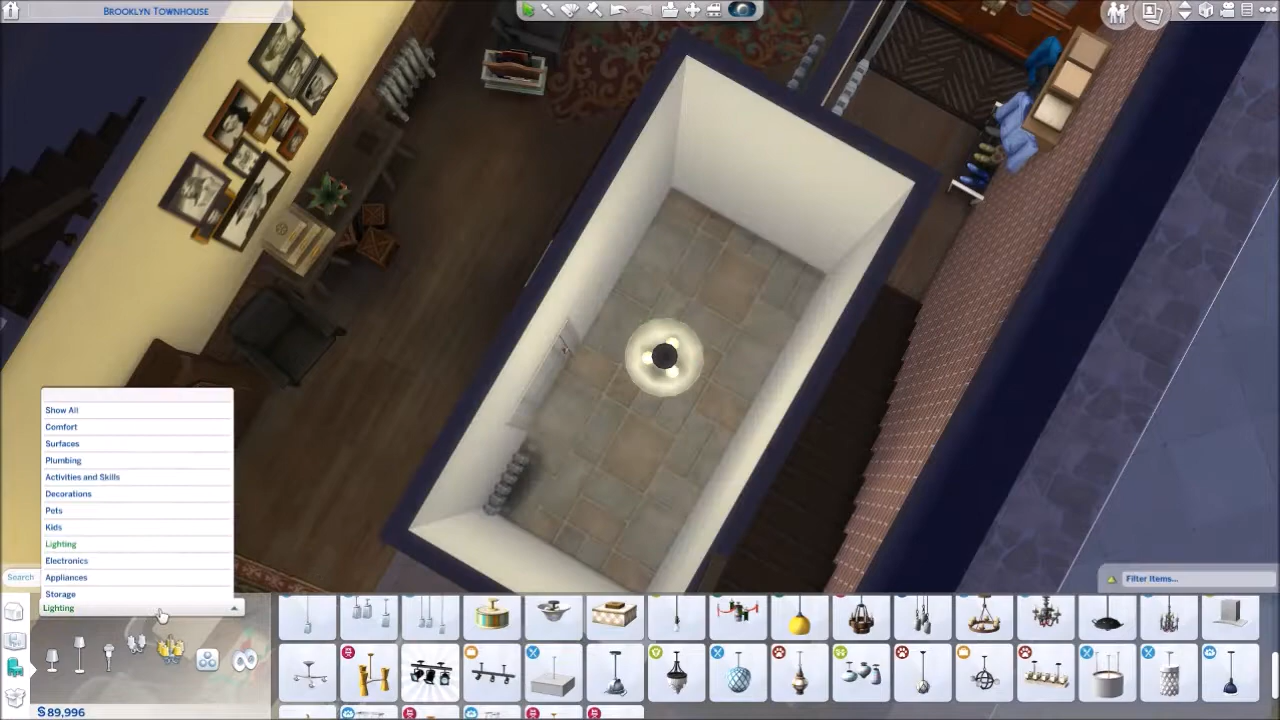 BROOKLYN TOWNHOUSE
Show All
Comfort
Surfaces
Plumbing
Activities and Skills
Decorations
Pets
Kids
Lighting
Electronics
Appliances
Storage
Search
Filter Items...
Lighting
$89,996